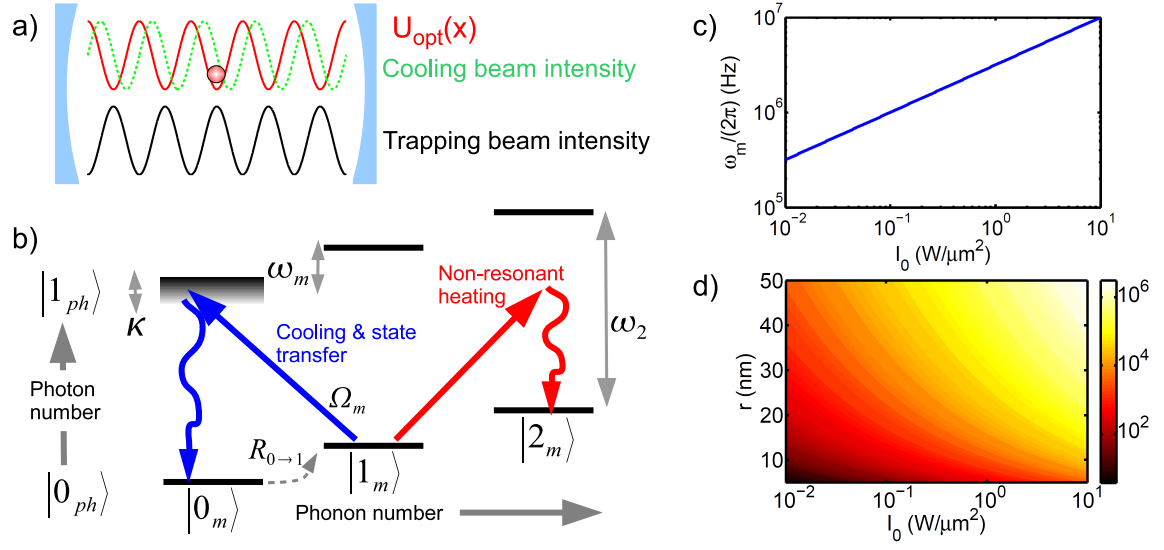 a)
U_opt(x)
Cooling beam intensity
Trapping beam intensity
b)
|1_ph⟩
κ
Photon
number
|0_ph⟩
ω_m
Cooling & state
transfer
Ω_m
R_0→1
|0_m⟩
|1_m⟩
Phonon number
Non-resonant
heating
ω_2
|2_m⟩
c)
ω_m/(2π) (Hz)
10^7
10^6
10^5
10^-2
10^-1
10^0
10^1
I_0 (W/μm^2)
d)
r (nm)
50
40
30
20
10
10^-2
10^-1
10^0
10^1
I_0 (W/μm^2)
10^6
10^4
10^2